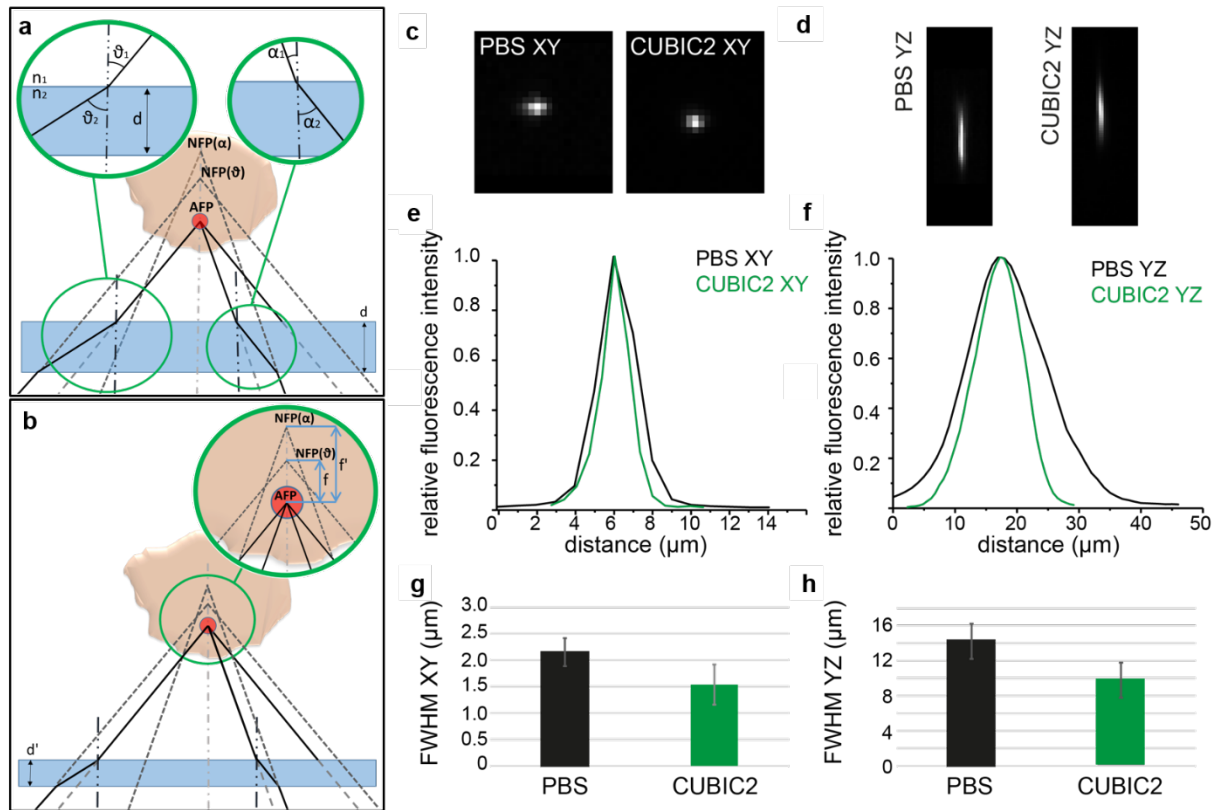 a
ϑ1
n1
n2
ϑ2
d
α1
α2
NFP(α)
NFP(ϑ)
AFP
d
b
NFP(α)
NFP(ϑ)
f'
f
AFP
d'
c
PBS XY
CUBIC2 XY
d
PBS YZ
CUBIC2 YZ
e
relative fluorescence intensity
1.0
0.8
0.6
0.4
0.2
PBS XY
CUBIC2 XY
0 2 4 6 8 10 12 14
distance (µm)
f
relative fluorescence intensity
1.0
0.8
0.6
0.4
0.2
PBS YZ
CUBIC2 YZ
0 10 20 30 40 50
distance (µm)
g
FWHM XY (µm)
3.0
2.5
2.0
1.5
1.0
0.5
0
PBS CUBIC2
h
FWHM YZ (µm)
16
12
8
4
0
PBS CUBIC2